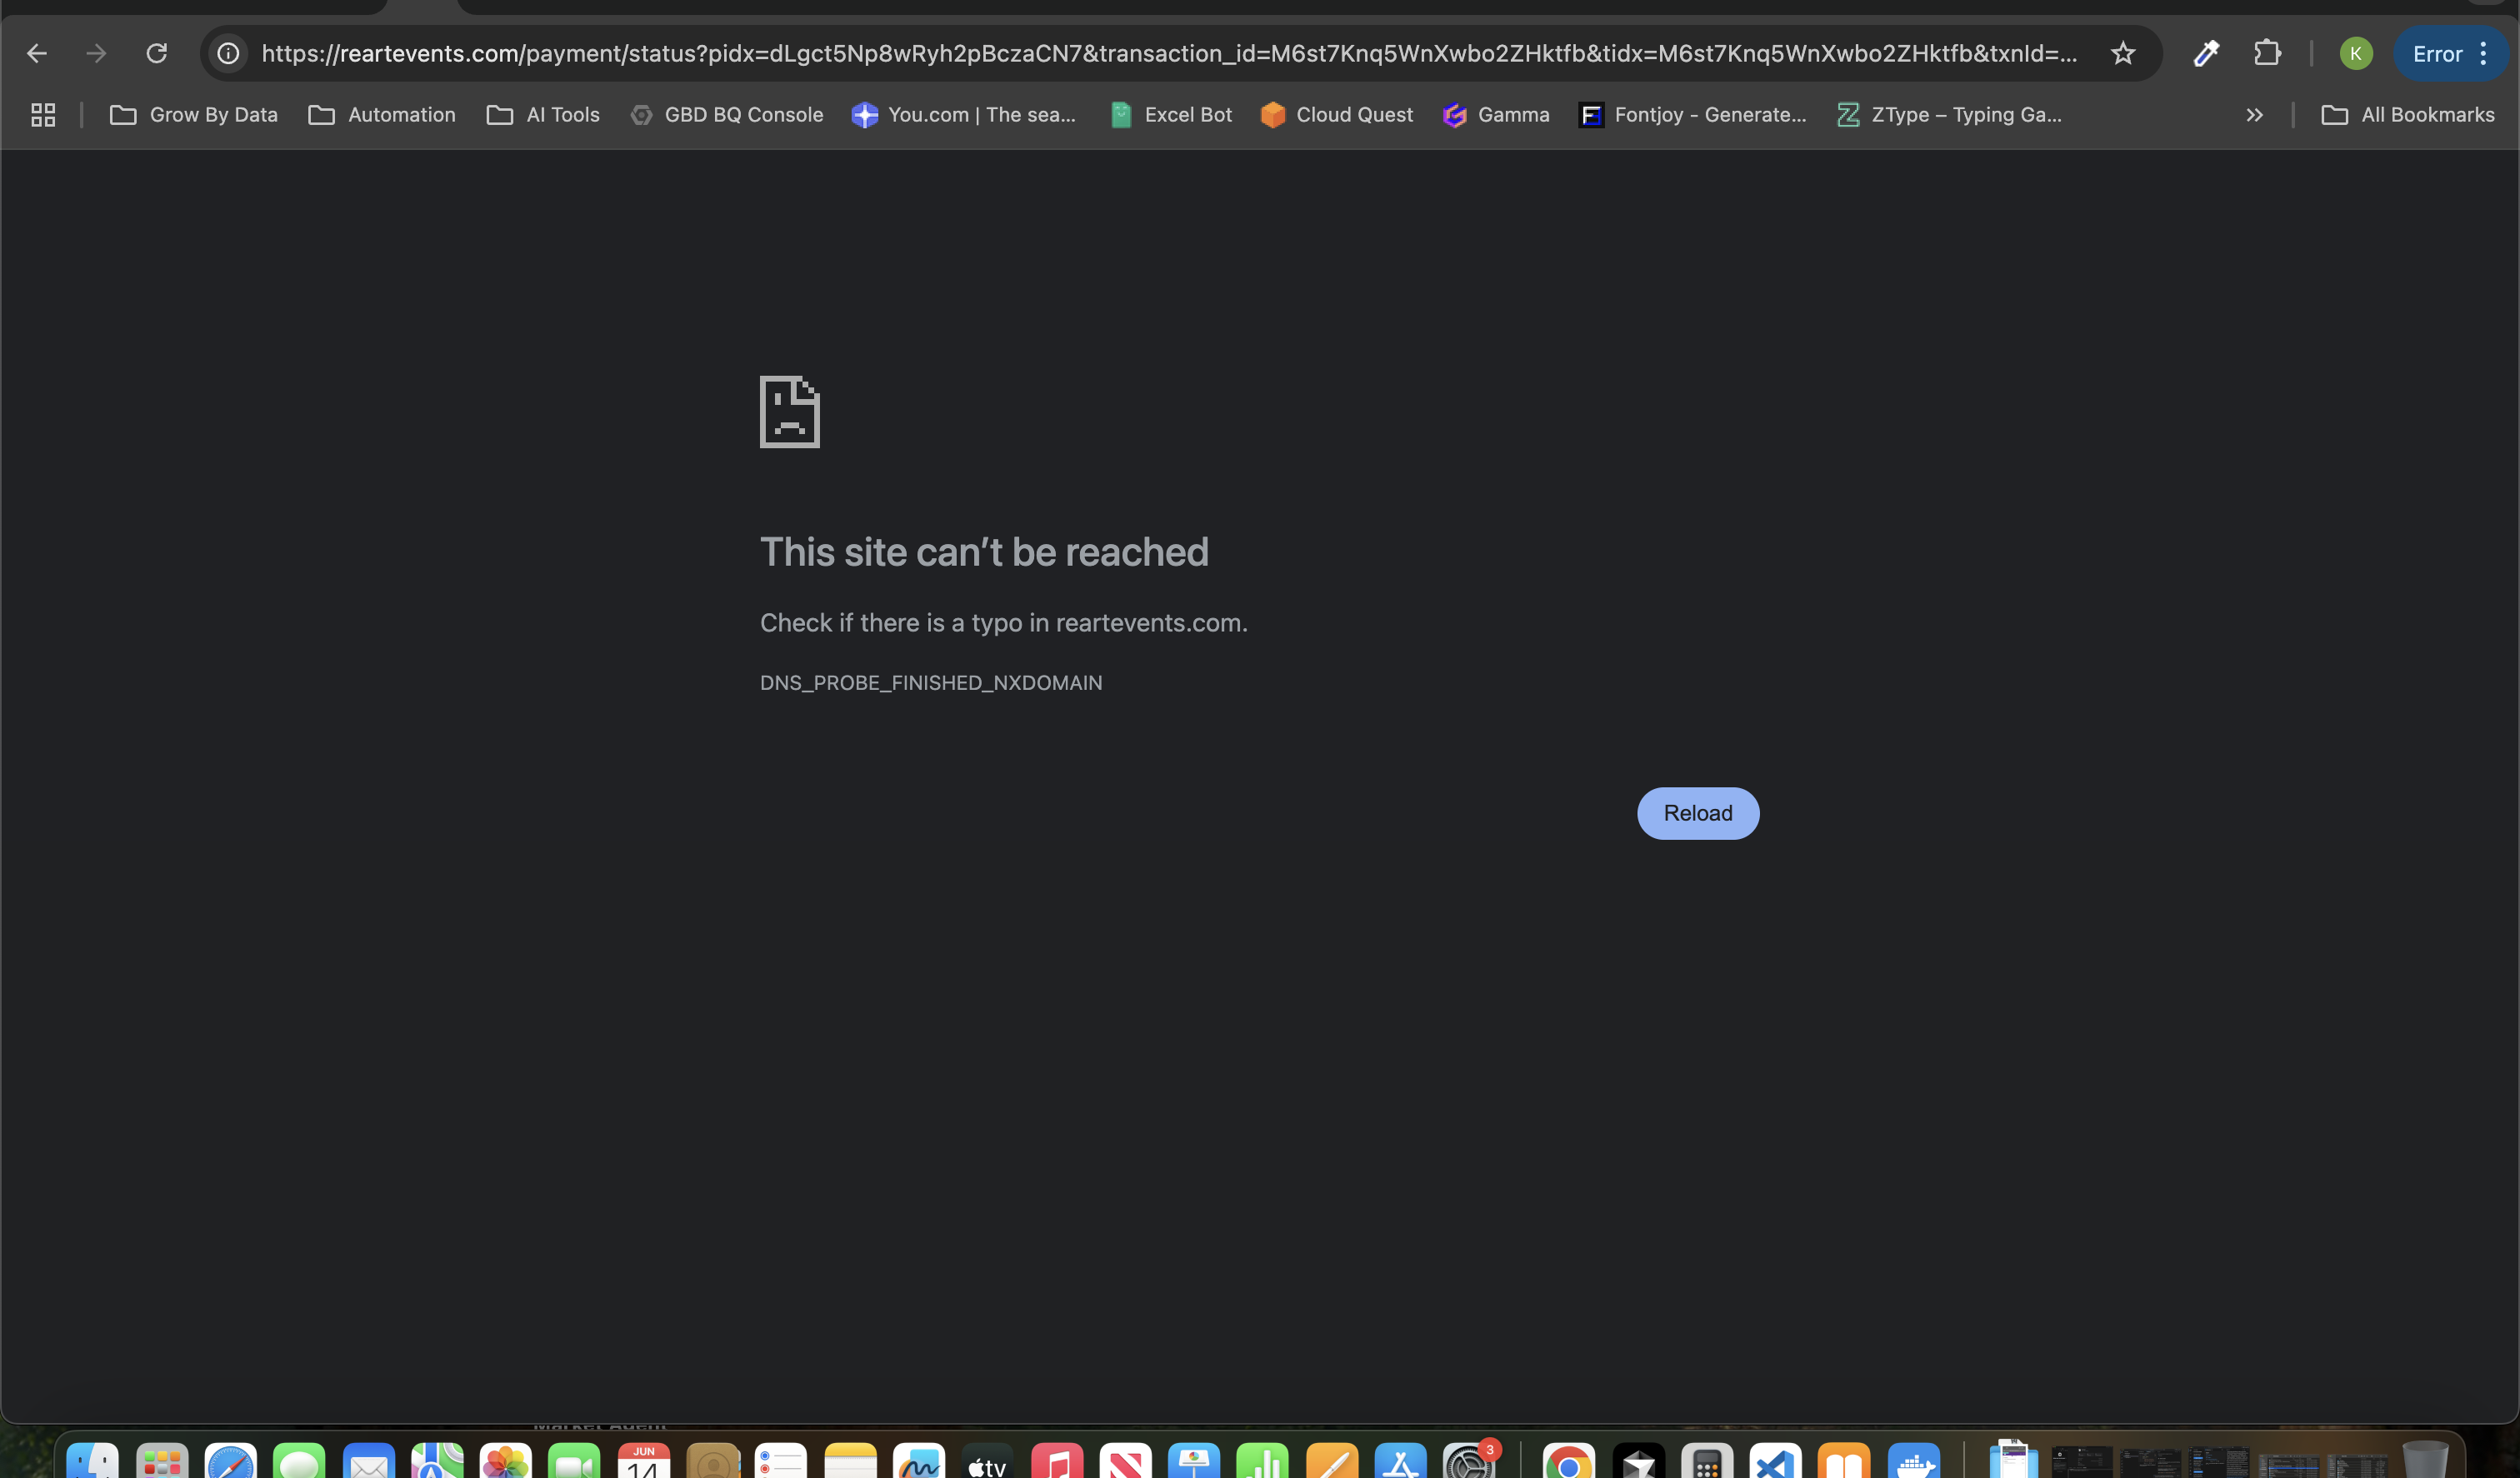 https://reartevents.com/payment/status?pidx=dLgct5Np8wRyh2pBczaCN7&transaction_id=M6st7Knq5WnXwbo2ZHktfb&tidx=M6st7Knq5WnXwbo2ZHktfb&txnId=...
K
Error
Grow By Data
Automation
AI Tools
GBD BQ Console
You.com | The sea...
Excel Bot
Cloud Quest
Gamma
Fontjoy - Generate...
ZType – Typing Ga...
All Bookmarks
This site can’t be reached
Check if there is a typo in reartevents.com.
DNS_PROBE_FINISHED_NXDOMAIN
Reload
JUN
14
tv
3